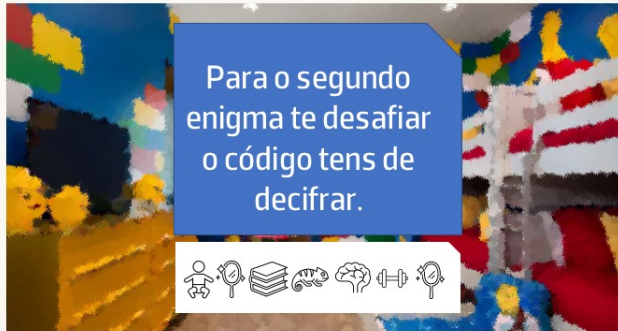 Para o segundo
enigma te desafiar
o código tens de
decifrar.